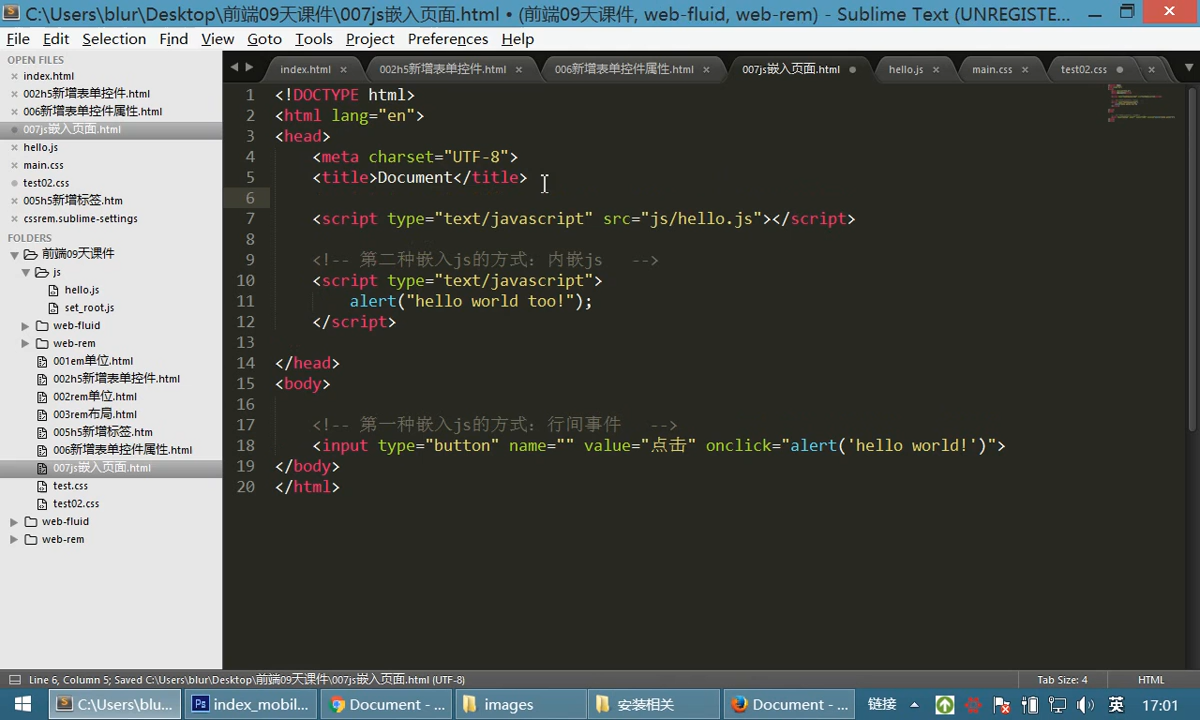 C:\Users\blur\Desktop\前端09天课件\007js嵌入页面.html • (前端09天课件, web-fluid, web-rem) - Sublime Text (UNREGISTE...
File Edit Selection Find View Goto Tools Project Preferences Help
OPEN FILES
index.html
002h5新增表单控件.html
006新增表单控件属性.html
007js嵌入页面.html
hello.js
main.css
test02.css
005h5新增标签.htm
cssrem.sublime-settings
FOLDERS
前端09天课件
js
hello.js
set_root.js
web-fluid
web-rem
001em单位.html
002h5新增表单控件.html
002rem单位.html
003rem布局.html
005h5新增标签.htm
006新增表单控件属性.html
007js嵌入页面.html
test.css
test02.css
web-fluid
web-rem
index.html 002h5新增表单控件.html 006新增表单控件属性.html 007js嵌入页面.html hello.js main.css test02.css
1 <!DOCTYPE html>
2 <html lang="en">
3 <head>
4 <meta charset="UTF-8">
5 <title>Document</title>
6
7 <script type="text/javascript" src="js/hello.js"></script>
8
9 <!-- 第二种嵌入js的方式：内嵌js -->
10 <script type="text/javascript">
11 alert("hello world too!");
12 </script>
13
14 </head>
15 <body>
16
17 <!-- 第一种嵌入js的方式：行间事件 -->
18 <input type="button" name="" value="点击" onclick="alert('hello world!')">
19 </body>
20 </html>
Line 6, Column 5; Saved C:\Users\blur\Desktop\前端09天课件\007js嵌入页面.html (UTF-8) Tab Size: 4 HTML
C:\Users\blu... index_mobil... Document - ... images 安装相关 Document - ... 链接 英 17:01